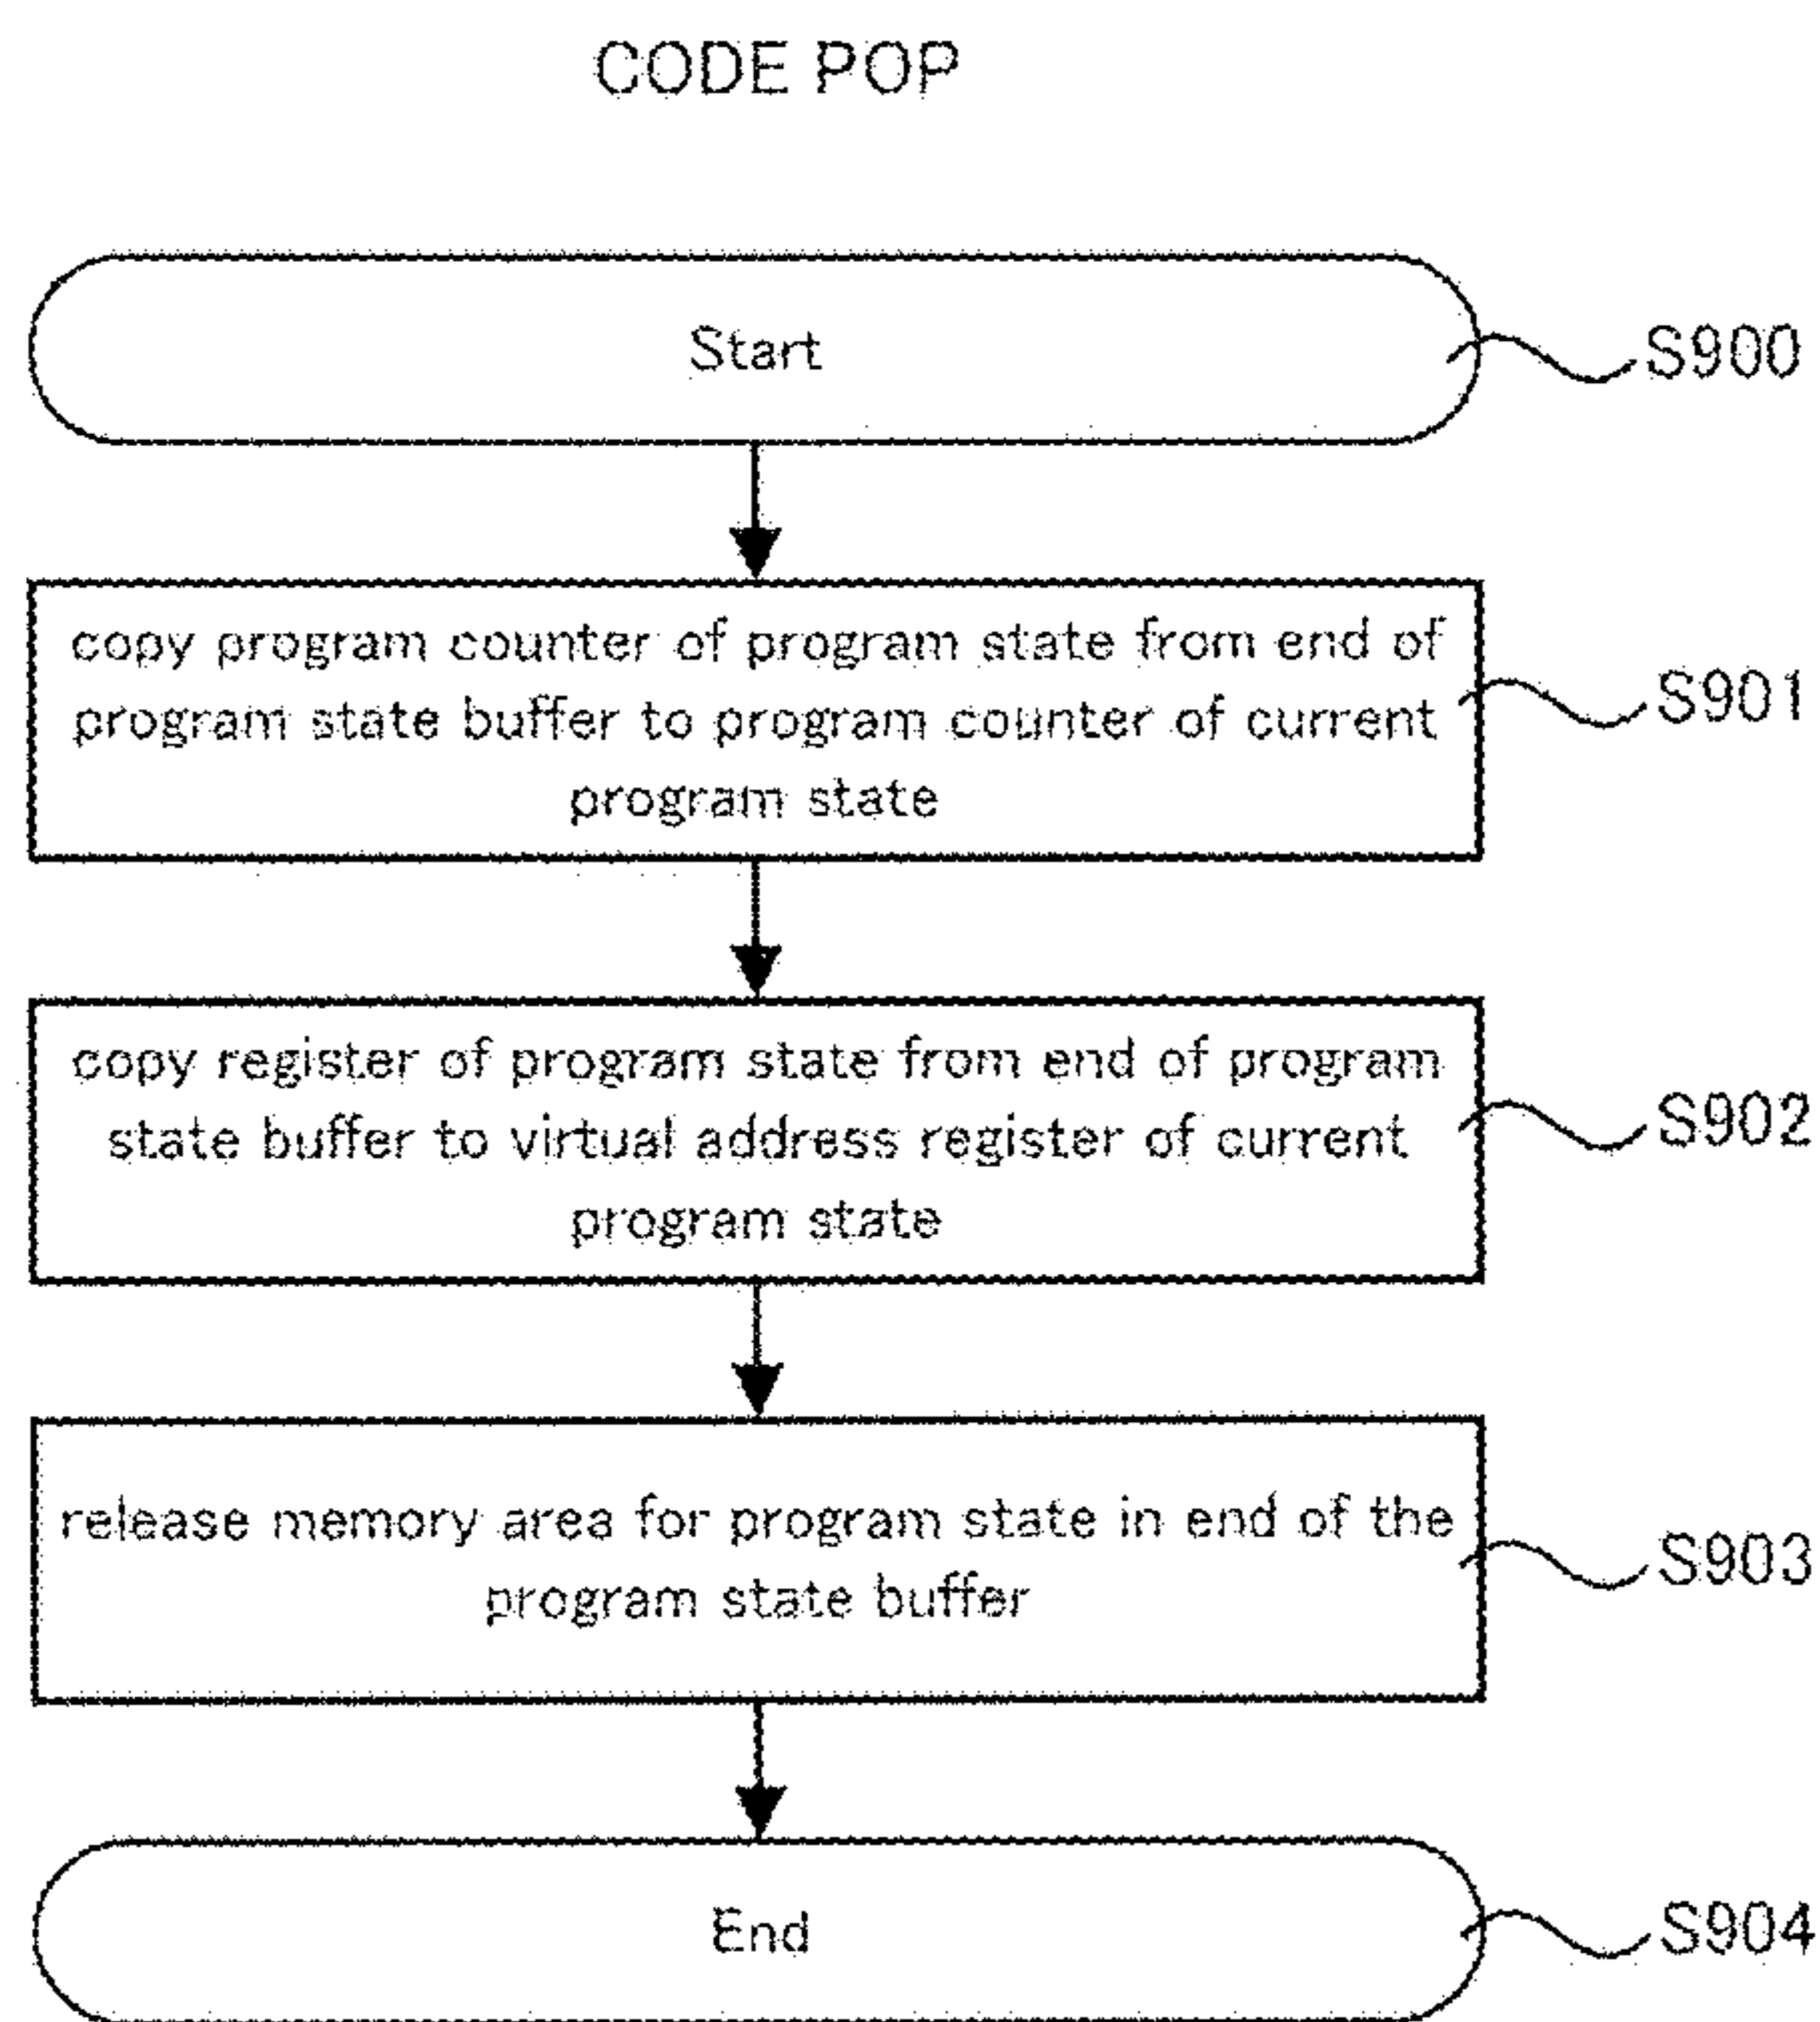 CODE POP
Start
S900
copy program counter of program state from end of
program state buffer to program counter of current
program state
S901
copy register of program state from end of program
state buffer to virtual address register of current
program state
S902
release memory area for program state in end of the
program state buffer
S903
End
S904